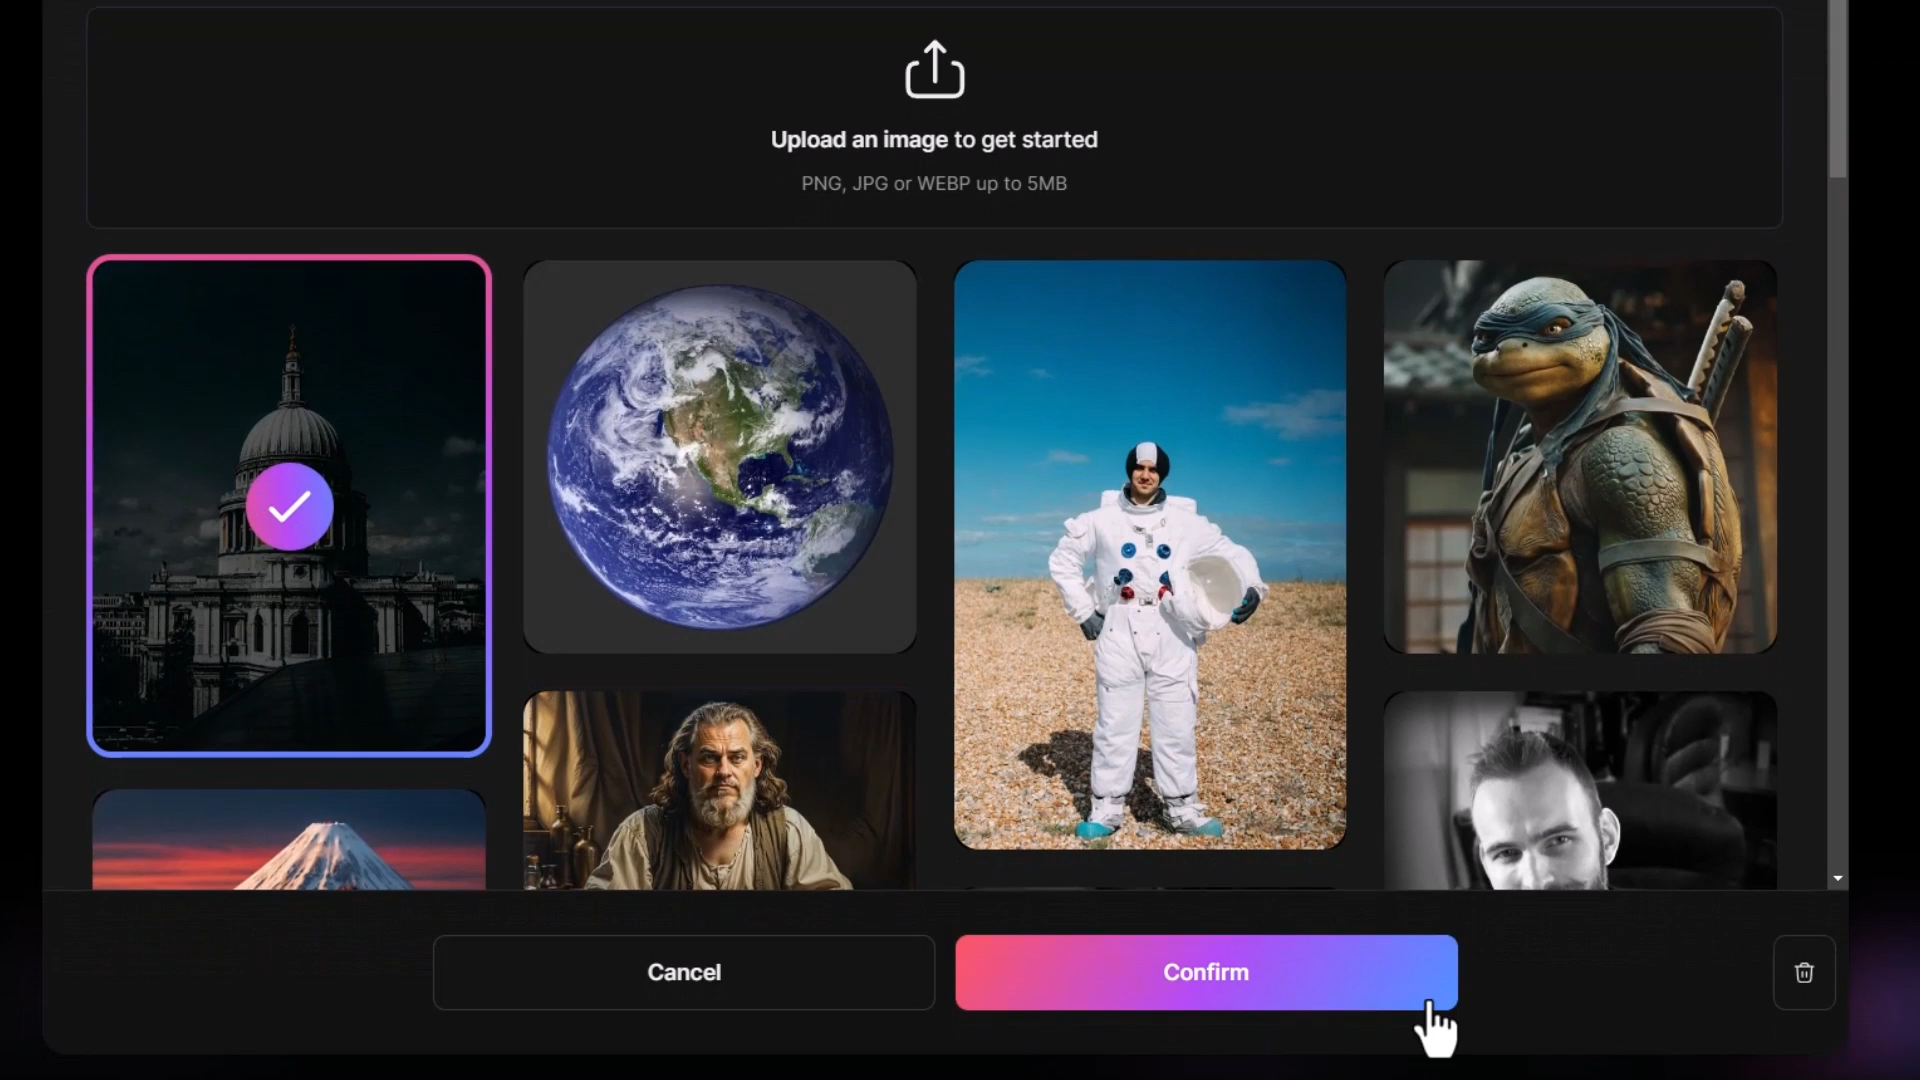 Upload an image to get started
PNG, JPG or WEBP up to 5MB
Cancel
Confirm